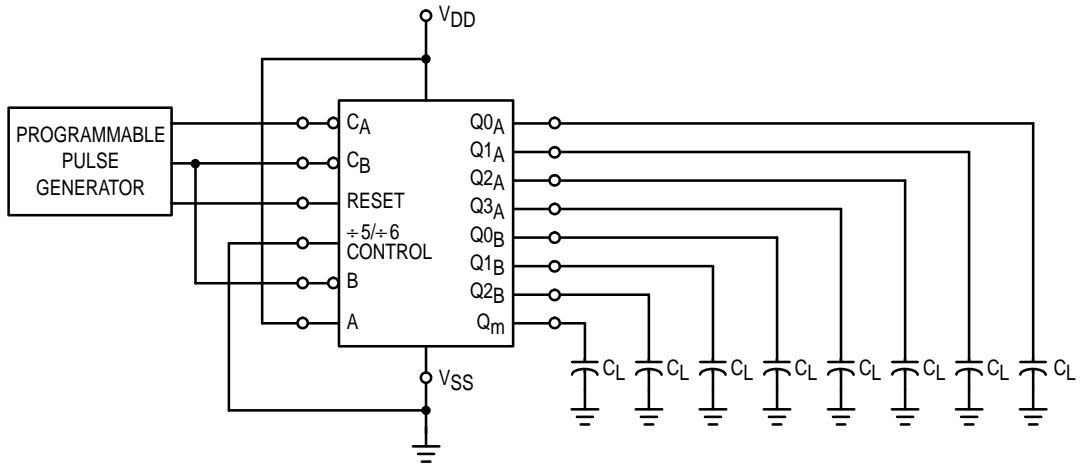 VDD
PROGRAMMABLE
PULSE
GENERATOR
CA
CB
RESET
÷5/÷6
CONTROL
B
A
Q0A
Q1A
Q2A
Q3A
Q0B
Q1B
Q2B
Qm
VSS
CL CL CL CL CL CL CL CL